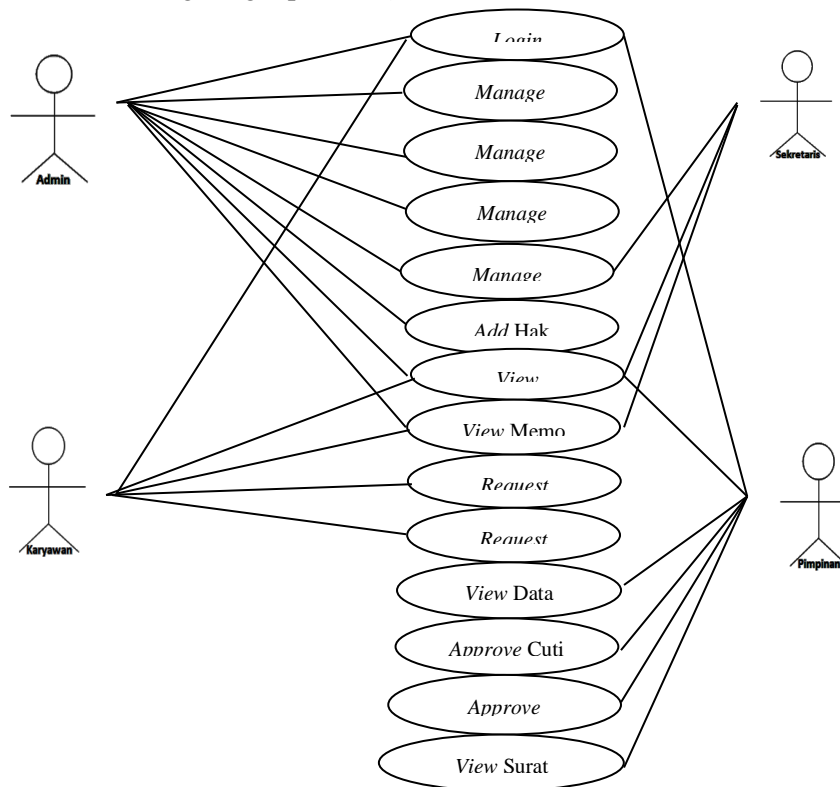 Login
Manage
Manage
Manage
Manage
Add Hak
View
View Memo
Request
Request
View Data
Approve Cuti
Approve
View Surat
Admin
Karyawan
Sekretaris
Pimpinan